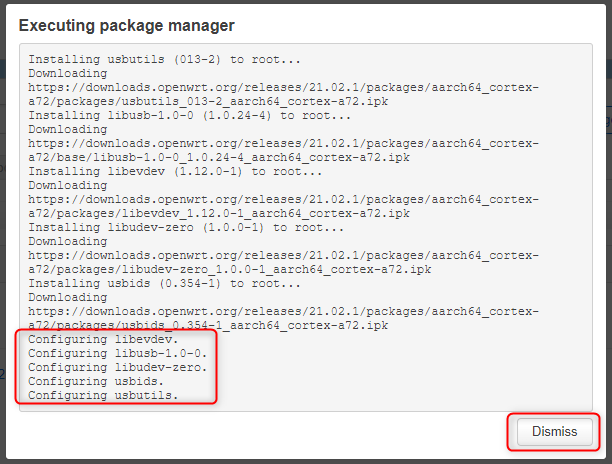 Executing package manager
Installing usbutils (013-2) to root...
Downloading
https://downloads.openwrt.org/releases/21.02.1/packages/aarch64_cortex-
a72/packages/usbutils_013-2_aarch64_cortex-a72.ipk
Installing libusb-1.0-0 (1.0.24-4) to root...
Downloading
https://downloads.openwrt.org/releases/21.02.1/packages/aarch64_cortex-
a72/base/libusb-1.0-0_1.0.24-4_aarch64_cortex-a72.ipk
Installing libevdev (1.12.0-1) to root...
Downloading
https://downloads.openwrt.org/releases/21.02.1/packages/aarch64_cortex-
a72/packages/libevdev_1.12.0-1_aarch64_cortex-a72.ipk
Installing libudev-zero (1.0.0-1) to root...
Downloading
https://downloads.openwrt.org/releases/21.02.1/packages/aarch64_cortex-
a72/packages/libudev-zero_1.0.0-1_aarch64_cortex-a72.ipk
Installing usbids (0.354-1) to root...
Downloading
https://downloads.openwrt.org/releases/21.02.1/packages/aarch64_cortex-
a72/packages/usbids_0.354-1_aarch64_cortex-a72.ipk
Configuring libevdev.
Configuring libusb-1.0-0.
Configuring libudev-zero.
Configuring usbids.
Configuring usbutils.
Dismiss